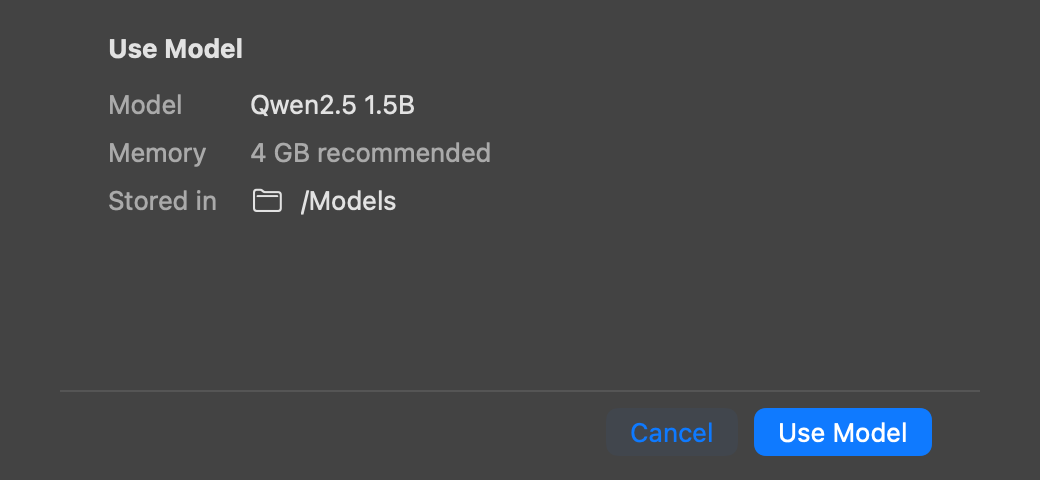 Use Model
Model Qwen2.5 1.5B
Memory 4 GB recommended
Stored in /Models
Cancel Use Model